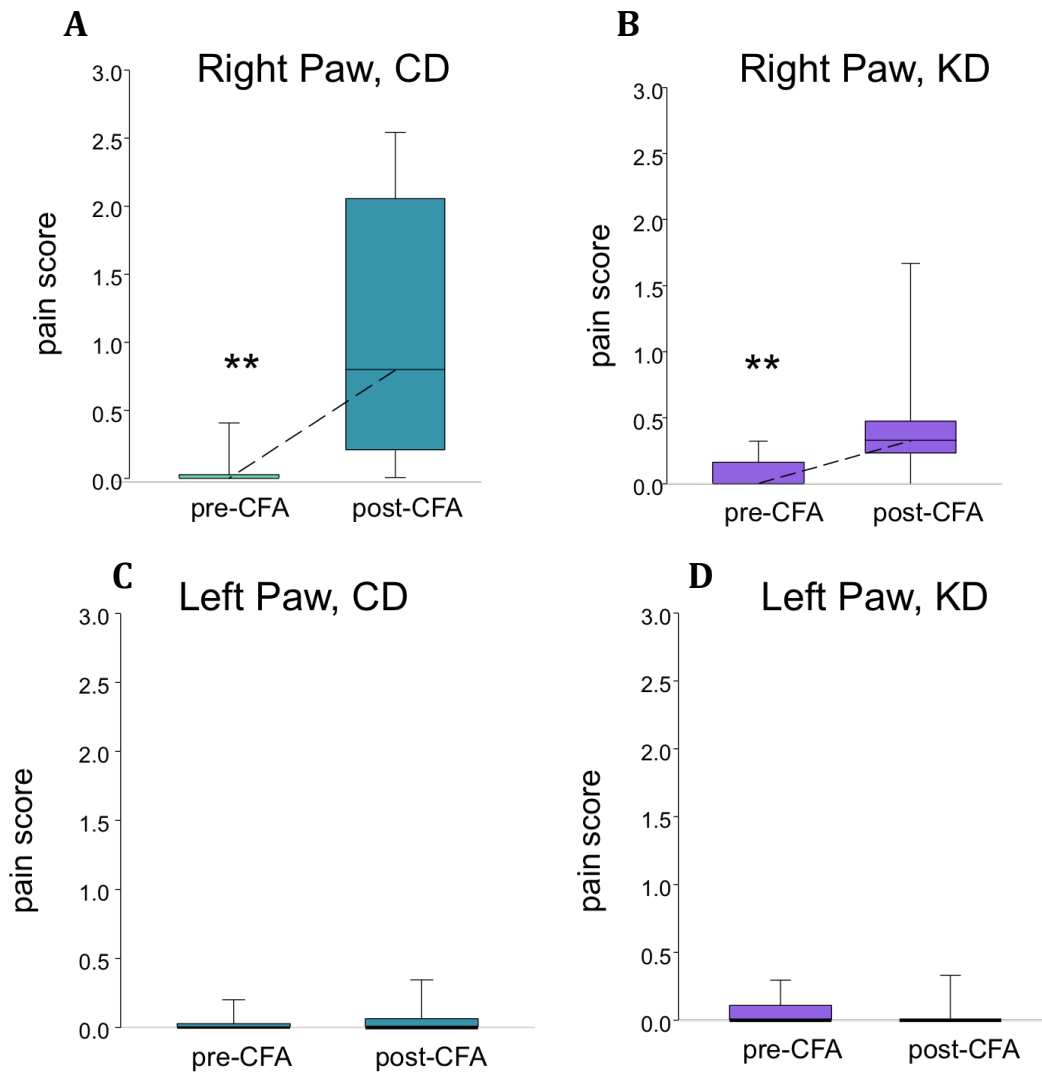 A
Right Paw, CD
pain score
3.0
2.5
2.0
1.5
1.0
0.5
0.0
**
pre-CFA post-CFA
B
Right Paw, KD
pain score
3.0
2.5
2.0
1.5
1.0
0.5
0.0
**
pre-CFA post-CFA
C
Left Paw, CD
pain score
3.0
2.5
2.0
1.5
1.0
0.5
0.0
pre-CFA post-CFA
D
Left Paw, KD
pain score
3.0
2.5
2.0
1.5
1.0
0.5
0.0
pre-CFA post-CFA